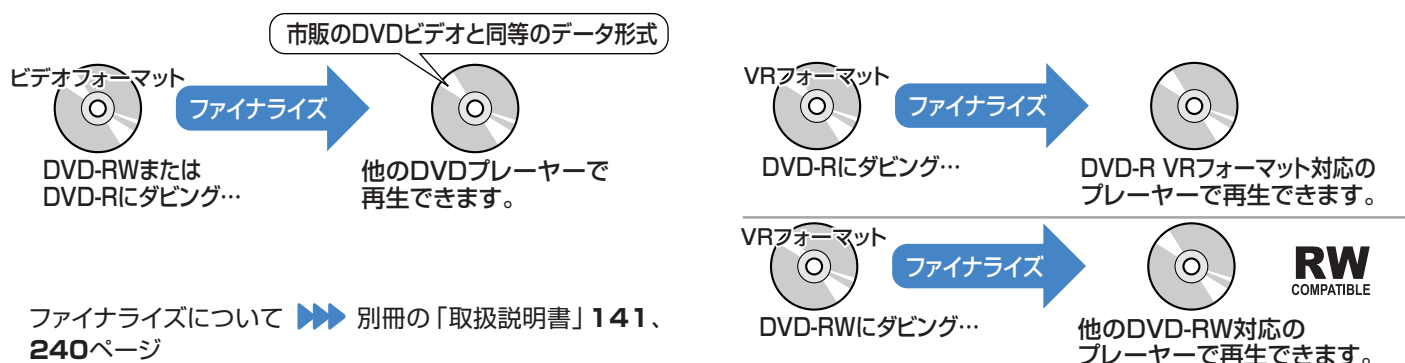 市販のDVDビデオと同等のデータ形式
ビデオフォーマット
ファイナライズ
DVD-RWまたは
DVD-Rにダビング…
他のDVDプレーヤーで
再生できます。
ファイナライズについて 別冊の「取扱説明書」141、
240ページ
VRフォーマット
ファイナライズ
DVD-Rにダビング…
DVD-R VRフォーマット対応の
プレーヤーで再生できます。
VRフォーマット
ファイナライズ
RW
COMPATIBLE
DVD-RWにダビング…
他のDVD-RW対応の
プレーヤーで再生できます。